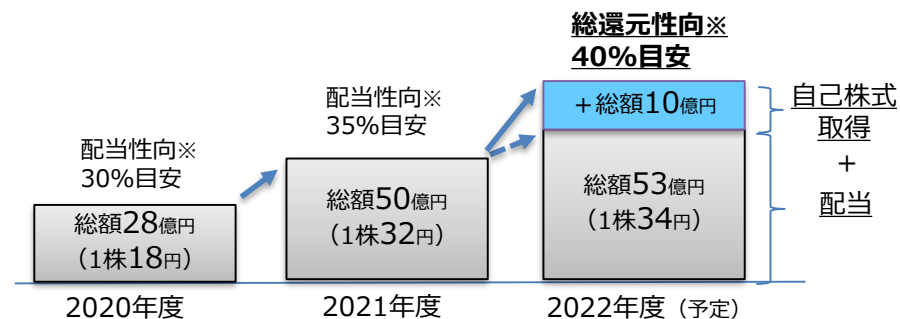 総還元性向※
40%目安
配当性向※
35%目安
配当性向※
30%目安
+総額10億円
自己株式
取得
+
配当
総額28億円
(1株18円)
総額50億円
(1株32円)
総額53億円
(1株34円)
2020年度
2021年度
2022年度(予定)